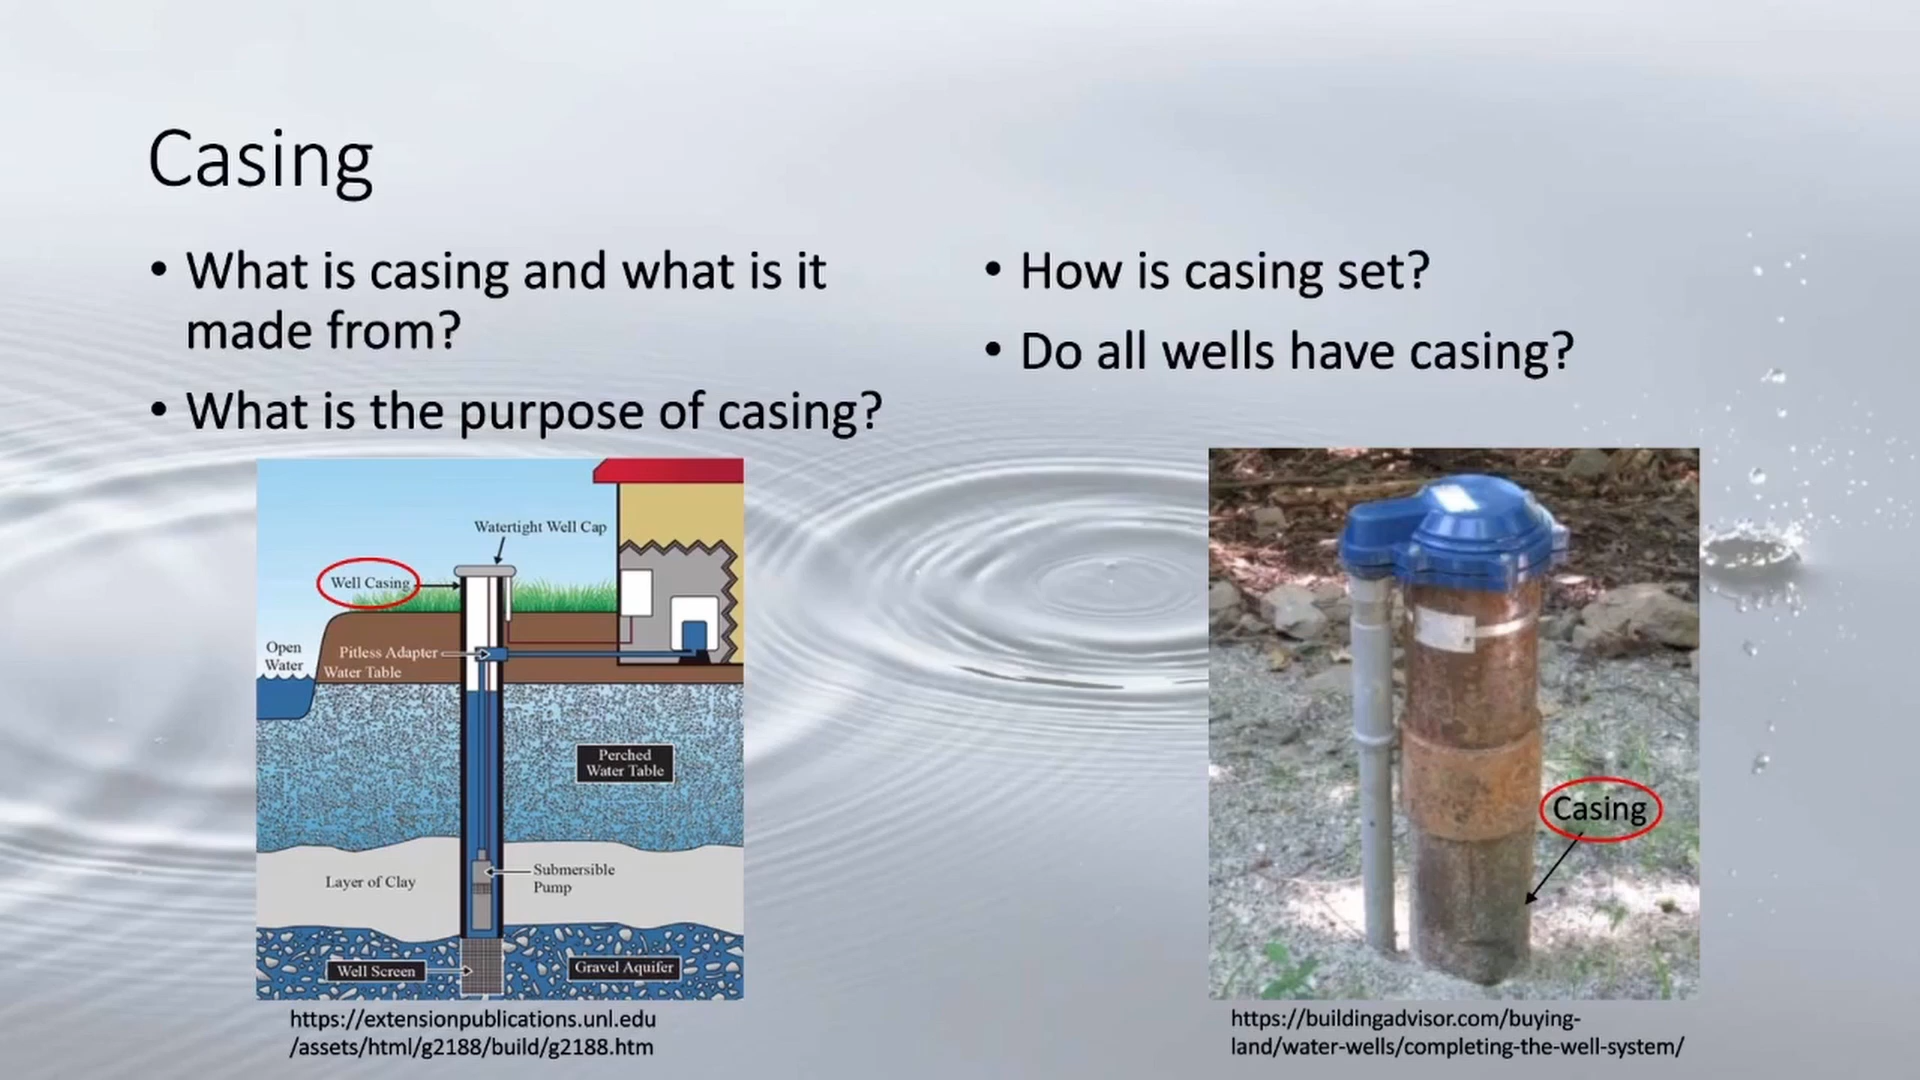 Casing
• What is casing and what is it
made from?
• What is the purpose of casing?
• How is casing set?
• Do all wells have casing?
Watertight Well Cap
Well Casing
Open
Water
Pitless Adapter
Water Table
Perched
Water Table
Layer of Clay
Submersible
Pump
Well Screen
Gravel Aquifer
https://extensionpublications.unl.edu
/assets/html/g2188/build/g2188.htm
Casing
https://buildingadvisor.com/buying-
land/water-wells/completing-the-well-system/